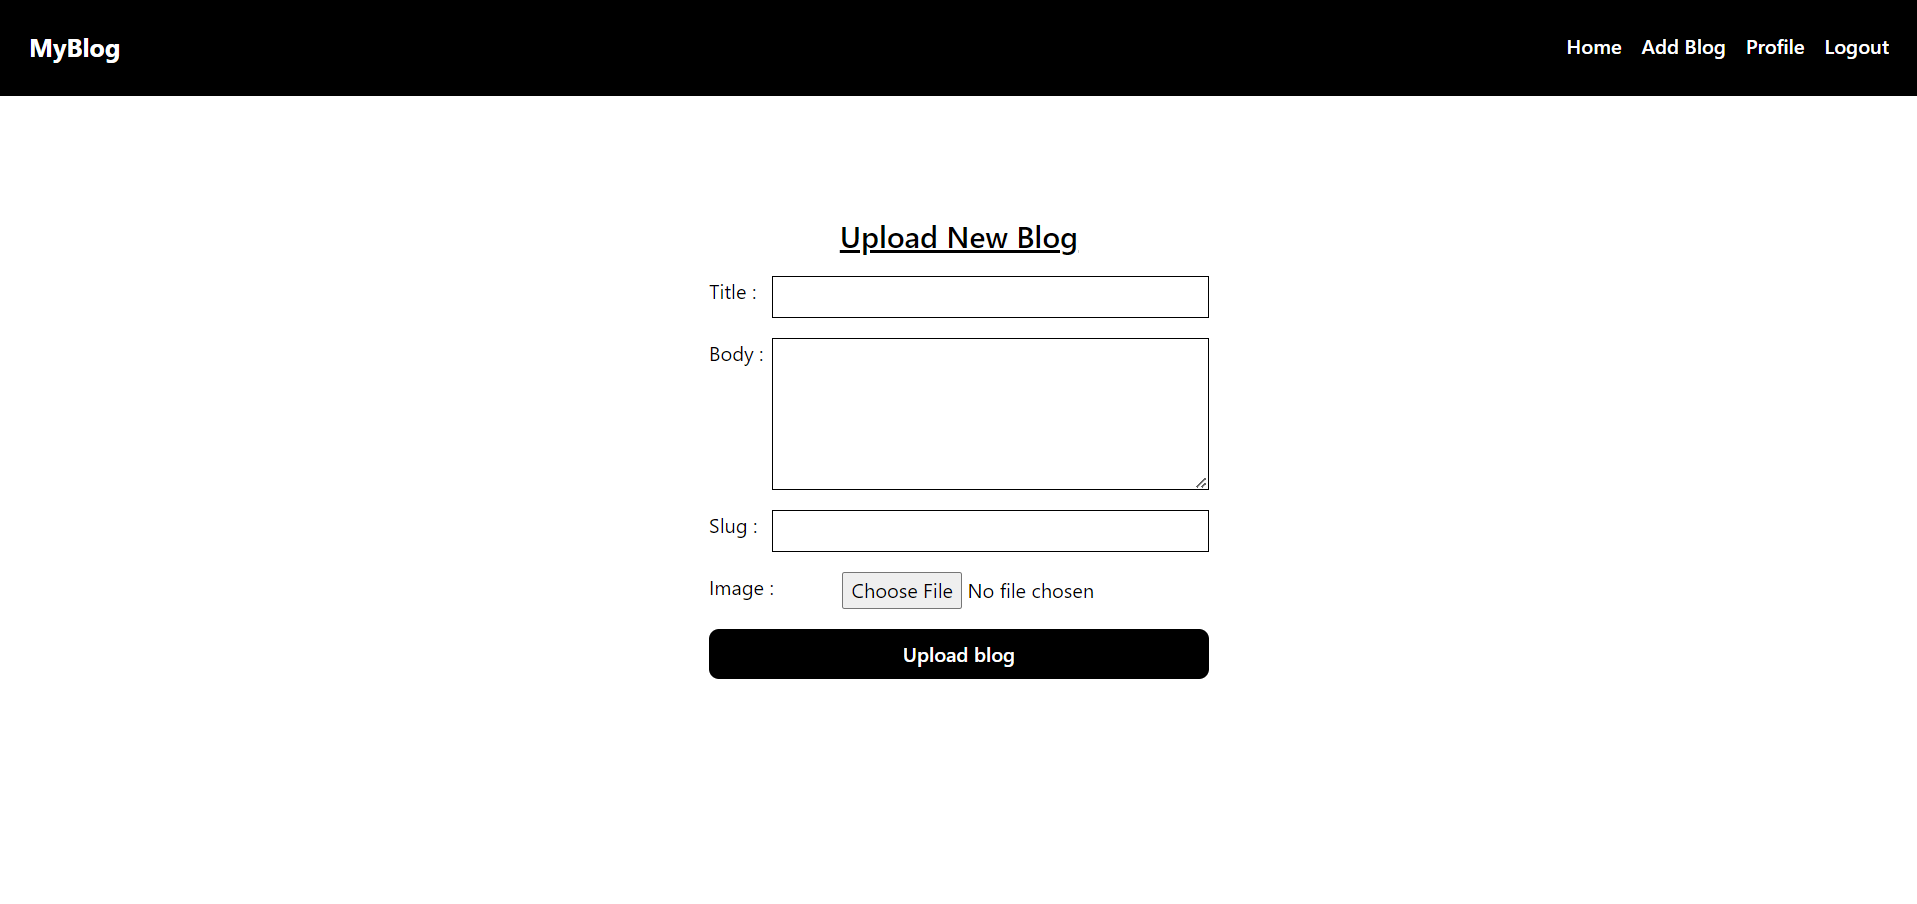 MyBlog Home Add Blog Profile Logout
Upload New Blog
Title :
Body :
Slug :
Image : Choose File No file chosen
Upload blog